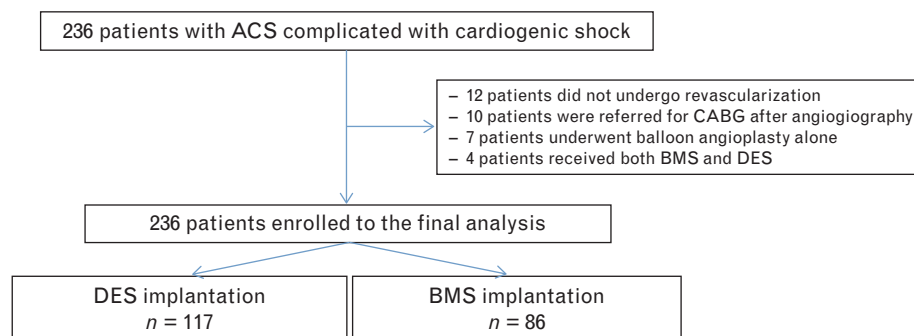 236 patients with ACS complicated with cardiogenic shock
– 12 patients did not undergo revascularization
– 10 patients were referred for CABG after angiogiography
– 7 patients underwent balloon angioplasty alone
– 4 patients received both BMS and DES
236 patients enrolled to the final analysis
DES implantation
n = 117
BMS implantation
n = 86